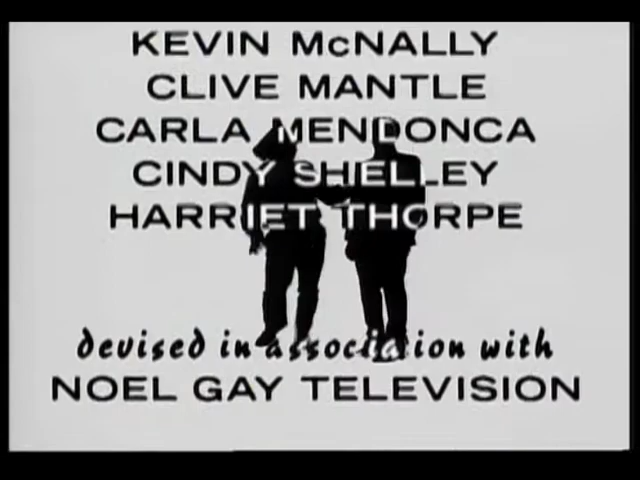 KEVIN McNALLY
CLIVE MANTLE
CARLA MENDONCA
CINDY SHELLEY
HARRIET THORPE
devised in association with
NOEL GAY TELEVISION